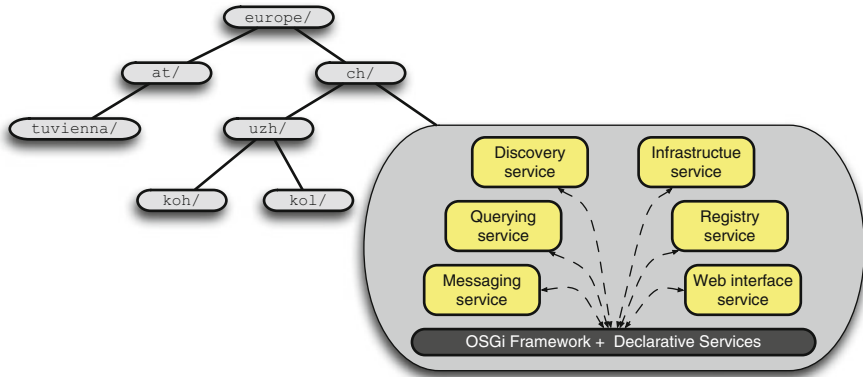 europe/
at/
ch/
tuvienna/
uzh/
koh/
kol/
Discovery
service
Infrastructue
service
Querying
service
Registry
service
Messaging
service
Web interface
service
OSGi Framework + Declarative Services